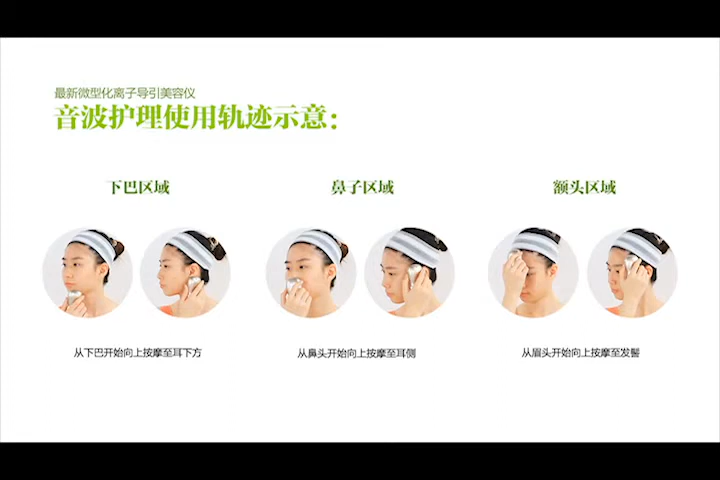 最新微型化离子导引美容仪
音波护理使用轨迹示意：
下巴区域
鼻子区域
额头区域
从下巴开始向上按摩至耳下方
从鼻头开始向上按摩至耳侧
从眉头开始向上按摩至发髻